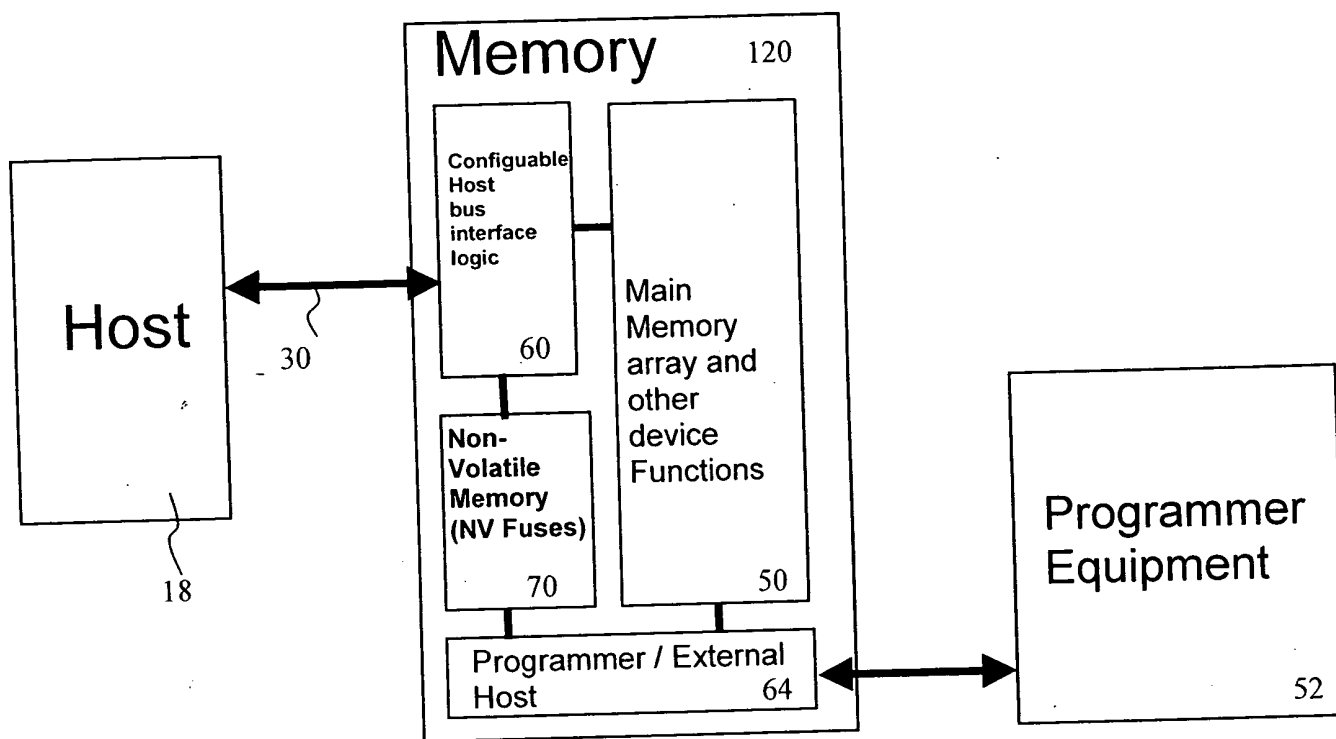 Memory 120
Configuable
Host
bus
interface
logic
60
Main
Memory
array and
other
device
Functions
50
Host
30
18
Non-
Volatile
Memory
(NV Fuses)
70
Programmer / External
Host 64
Programmer
Equipment
52